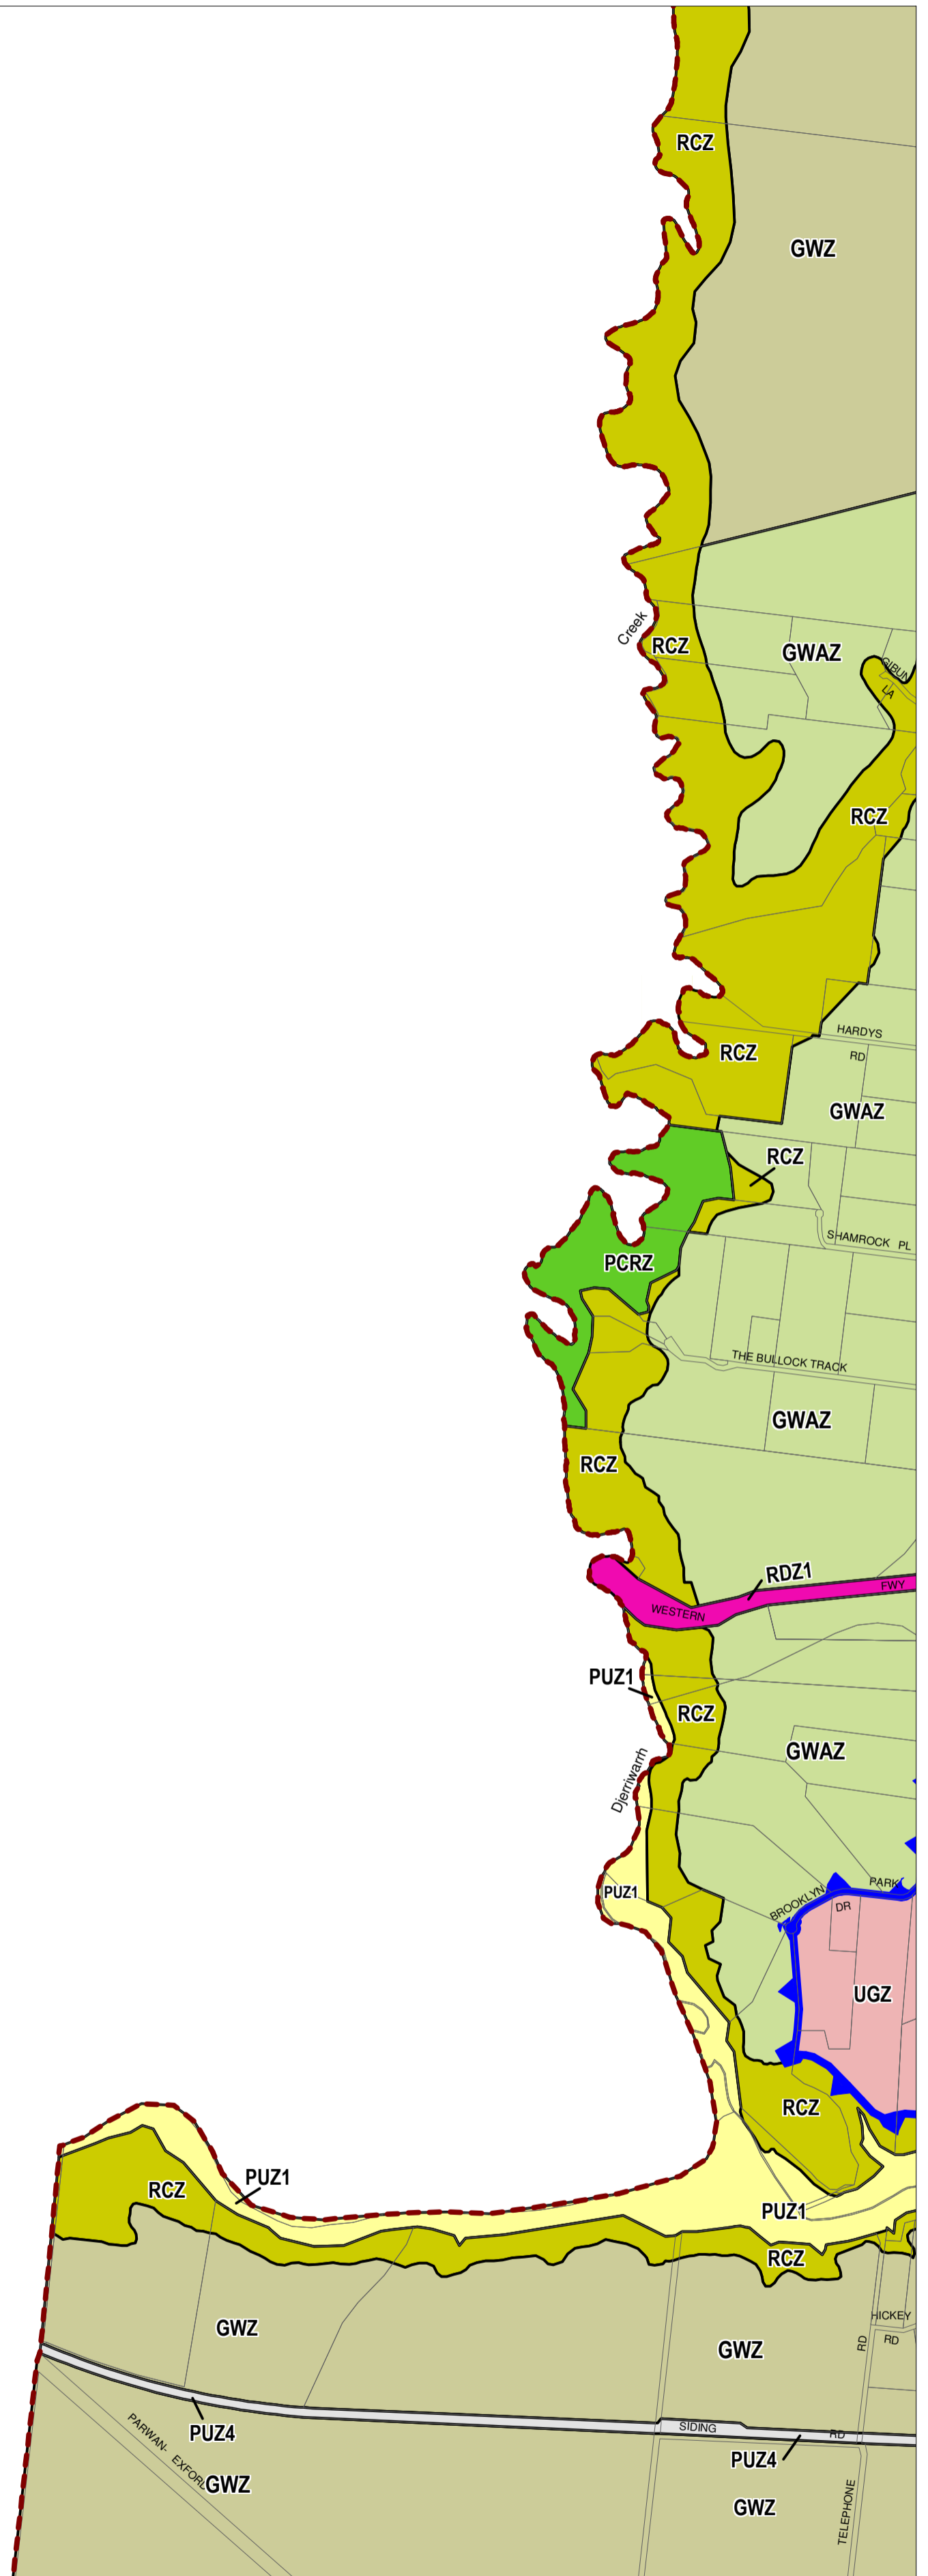 RCZ
GWZ
Creek
RCZ
GWAZ
LA
RCZ
HARDYS
RD
RCZ
GWAZ
RCZ
SHAMROCK PL
PCRZ
THE BULLOCK TRACK
GWAZ
RCZ
RDZ1
FWY
WESTERN
PUZ1
RCZ
GWAZ
Djerriwarrh
PARK
BROOKLYN
DR
PUZ1
UGZ
RCZ
PUZ1
RCZ
PUZ1
RCZ
HICKEY
RD
RD
GWZ
GWZ
SIDING
RD
PUZ4
PUZ4
PARWAN- EXFORD
GWZ
GWZ
TELEPHONE